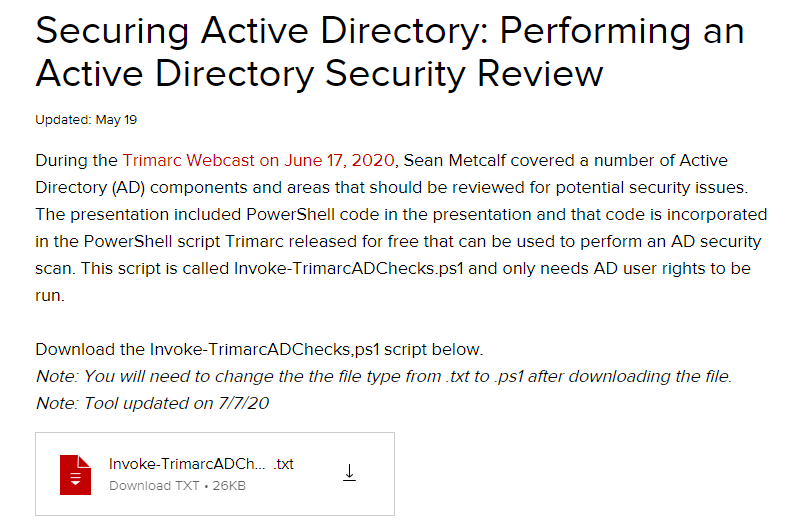 Securing Active Directory: Performing an
Active Directory Security Review
Updated: May 19
During the Trimarc Webcast on June 17, 2020, Sean Metcalf covered a number of Active
Directory (AD) components and areas that should be reviewed for potential security issues.
The presentation included PowerShell code in the presentation and that code is incorporated
in the PowerShell script Trimarc released for free that can be used to perform an AD security
scan. This script is called Invoke-TrimarcADChecks.ps1 and only needs AD user rights to be
run.
Download the Invoke-TrimarcADChecks,ps1 script below.
Note: You will need to change the the file type from .txt to .ps1 after downloading the file.
Note: Tool updated on 7/7/20
Invoke-TrimarcADCh... .txt
Download TXT • 26KB